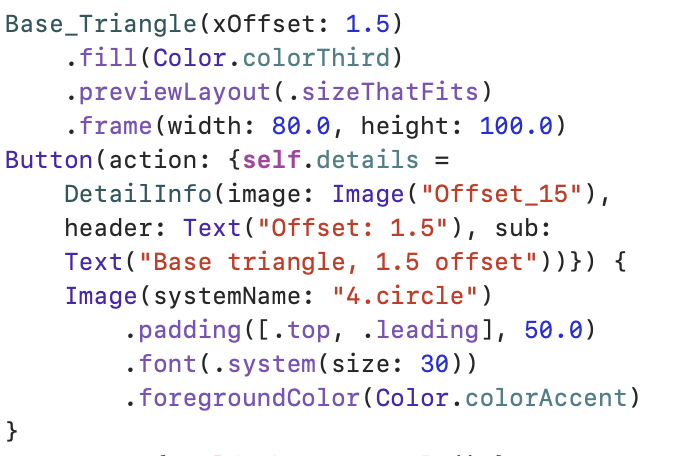 Base_Triangle(xOffset: 1.5)
    .fill(Color.colorThird)
    .previewLayout(.sizeThatFits)
    .frame(width: 80.0, height: 100.0)
Button(action: {self.details =
    DetailInfo(image: Image("Offset_15"),
    header: Text("Offset: 1.5"), sub:
    Text("Base triangle, 1.5 offset"))}) {
    Image(systemName: "4.circle")
        .padding([.top, .leading], 50.0)
        .font(.system(size: 30))
        .foregroundColor(Color.colorAccent)
}